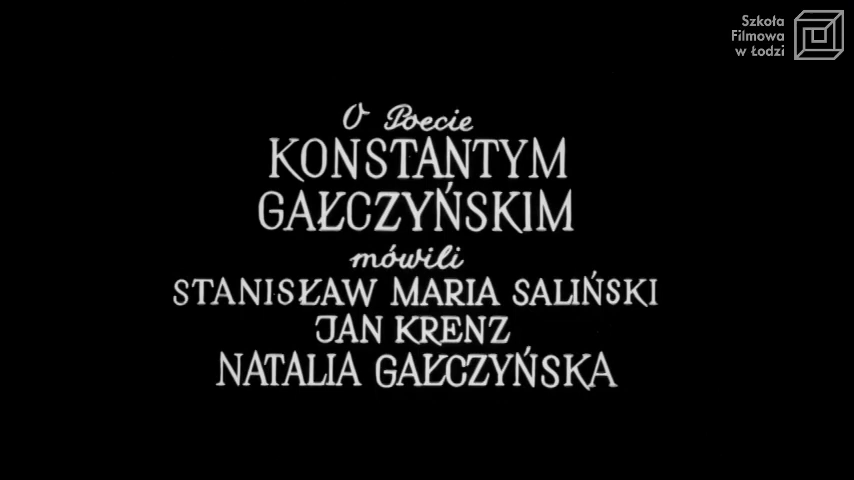 Szkoła
Filmowa
w Łodzi
O Poecie
KONSTANTYM
GAŁCZYŃSKIM
mówili
STANISŁAW MARIA SALIŃSKI
JAN KRENZ
NATALIA GAŁCZYŃSKA